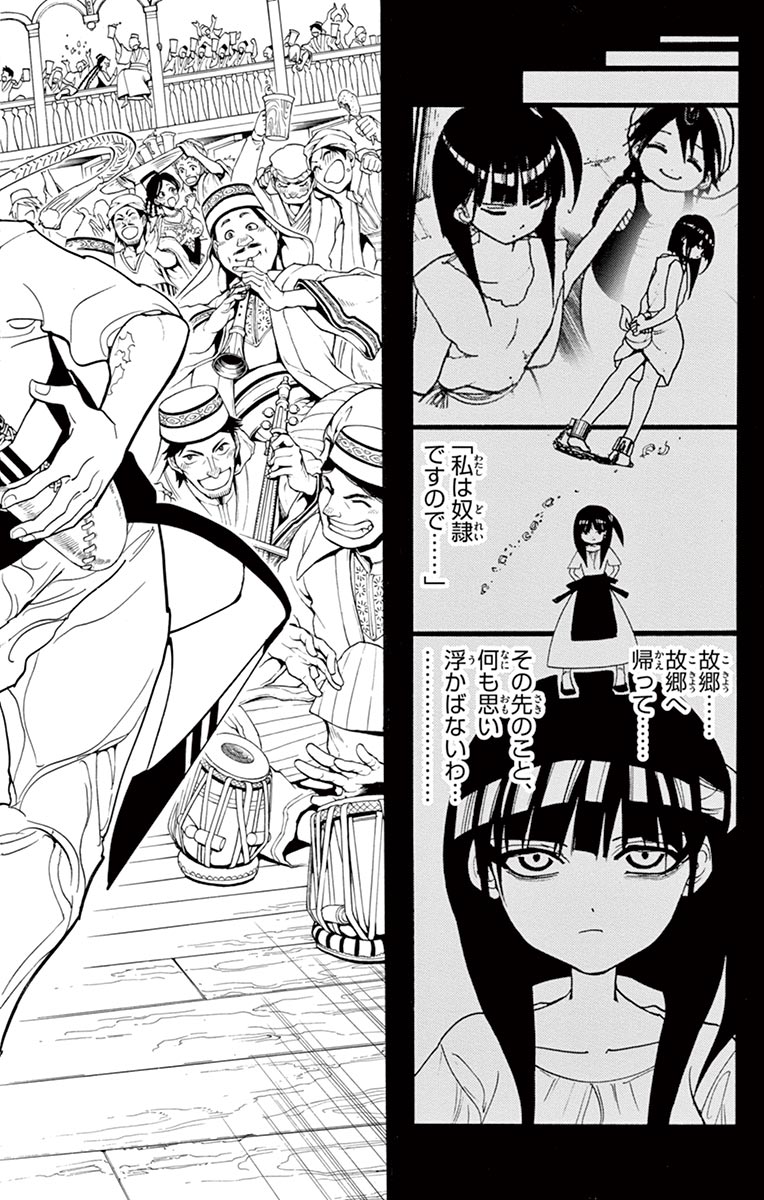 「私は奴隷
ですので……」
故郷……
故郷へ
帰って……
その先のこと、
何も思い
浮かばないわ…
…………